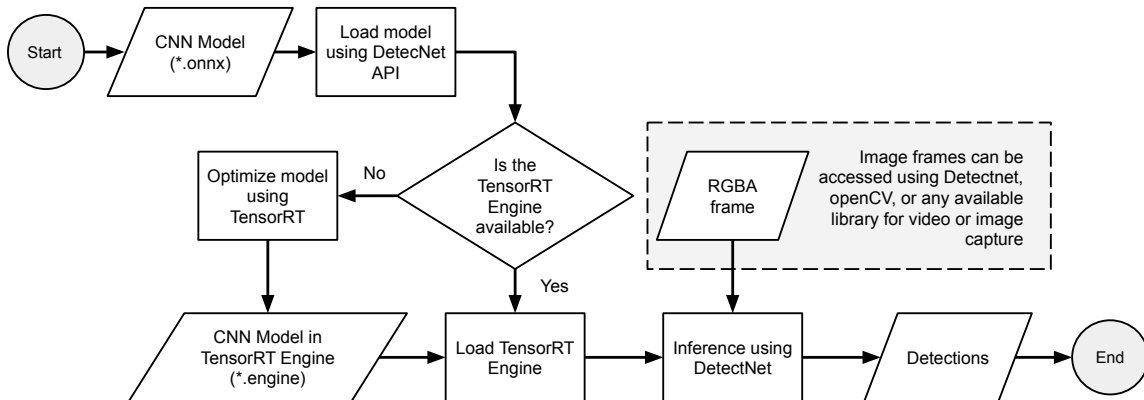 Start
CNN Model
(*.onnx)
Load model
using DetecNet
API
Is the
TensorRT
Engine
available?
No
Yes
Optimize model
using
TensorRT
RGBA
frame
Image frames can be
accessed using Detectnet,
openCV, or any available
library for video or image
capture
CNN Model in
TensorRT Engine
(*.engine)
Load TensorRT
Engine
Inference using
DetectNet
Detections
End